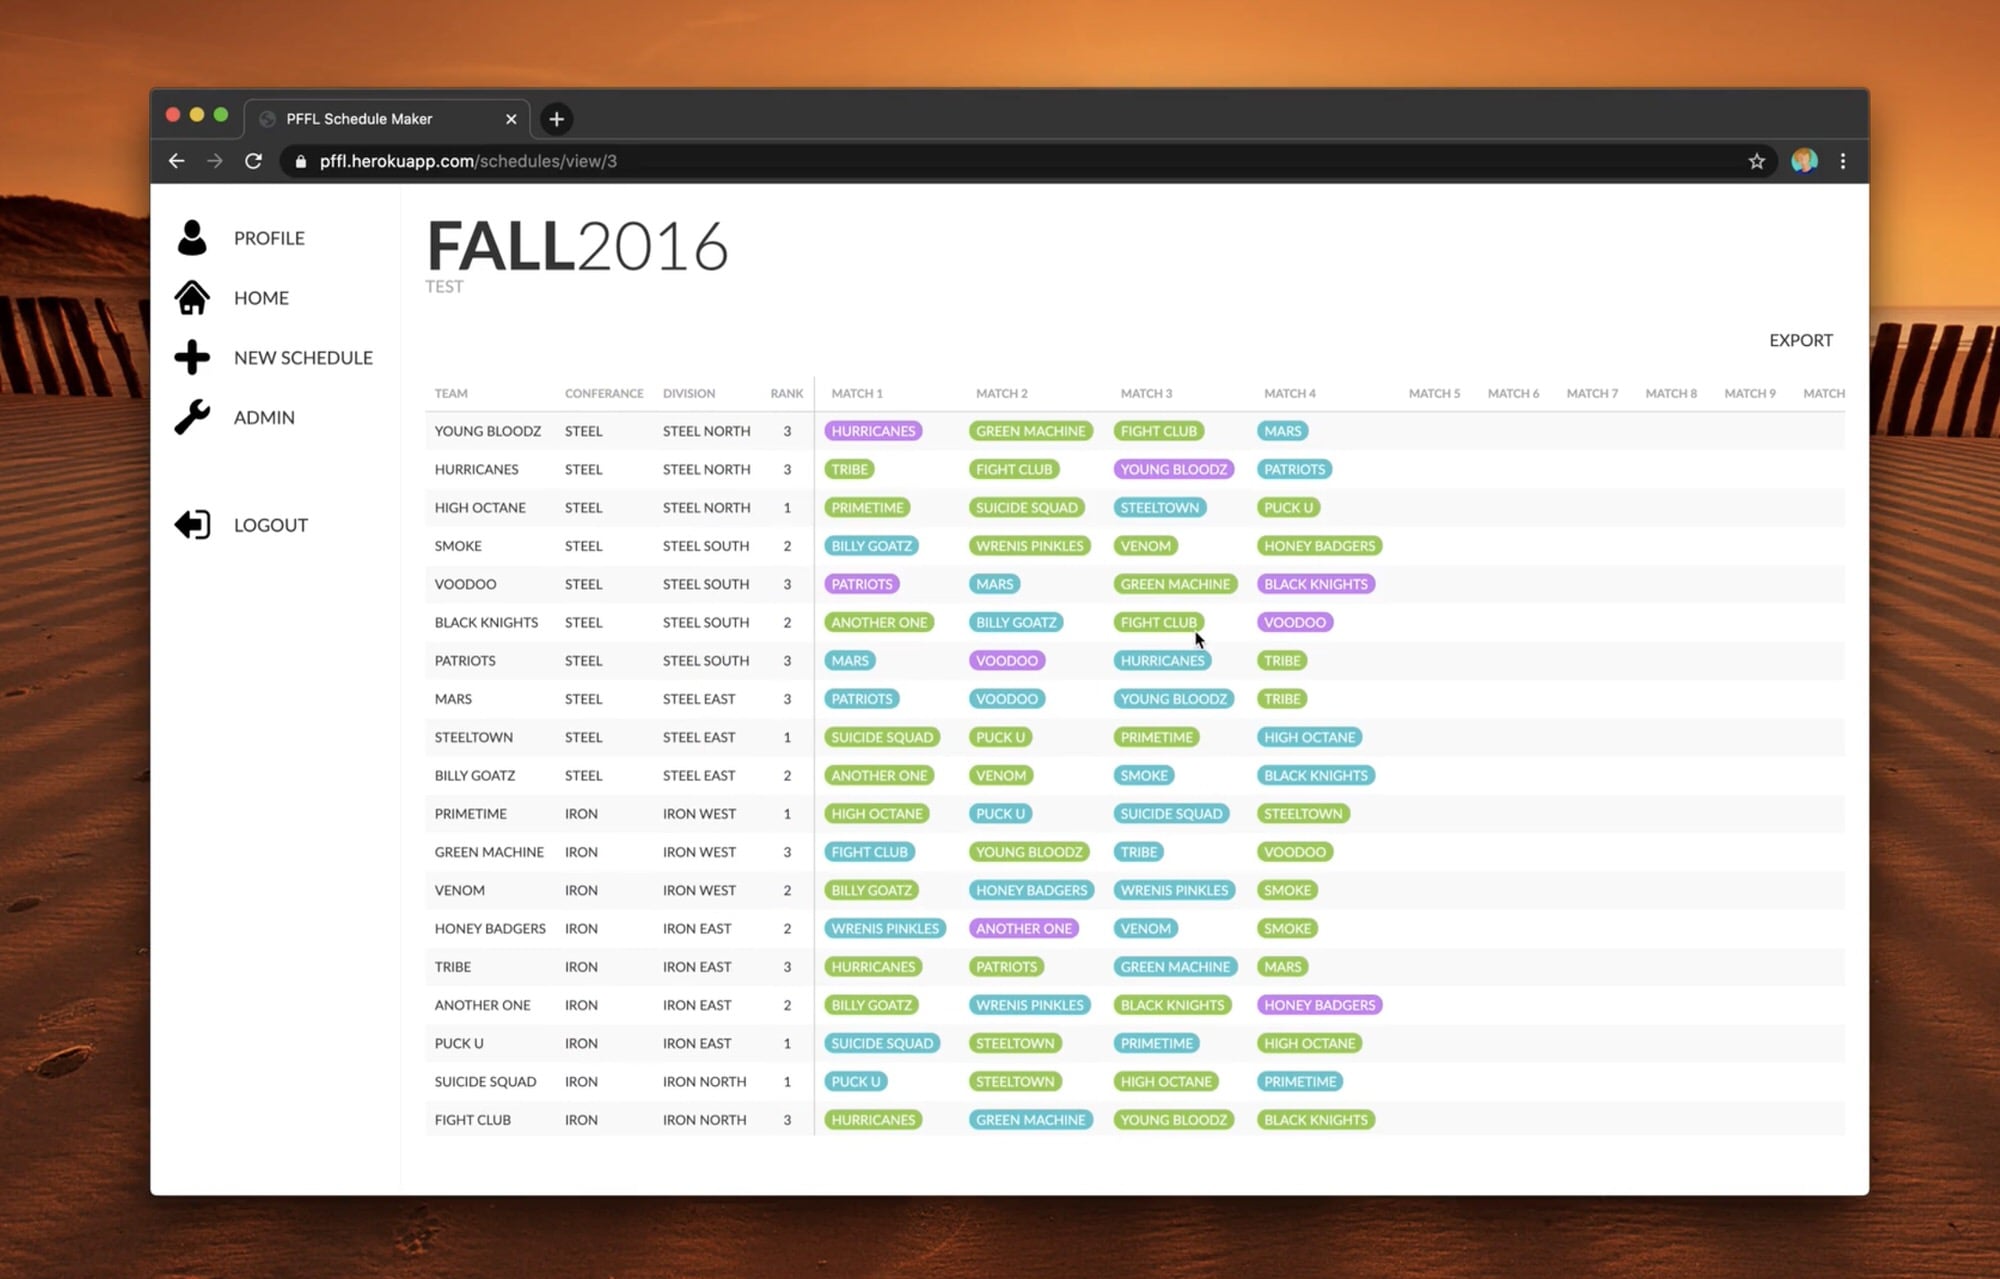 PFFL Schedule Maker
pffl.herokuapp.com/schedules/view/3
PROFILE
HOME
NEW SCHEDULE
ADMIN
LOGOUT
FALL2016
TEST
EXPORT
TEAM CONFERANCE DIVISION RANK MATCH 1 MATCH 2 MATCH 3 MATCH 4 MATCH 5 MATCH 6 MATCH 7 MATCH 8 MATCH 9 MATCH
YOUNG BLOODZ STEEL STEEL NORTH 3 HURRICANES GREEN MACHINE FIGHT CLUB MARS
HURRICANES STEEL STEEL NORTH 3 TRIBE FIGHT CLUB YOUNG BLOODZ PATRIOTS
HIGH OCTANE STEEL STEEL NORTH 1 PRIMETIME SUICIDE SQUAD STEELTOWN PUCK U
SMOKE STEEL STEEL SOUTH 2 BILLY GOATZ WRENIS PINKLES VENOM HONEY BADGERS
VOODOO STEEL STEEL SOUTH 3 PATRIOTS MARS GREEN MACHINE BLACK KNIGHTS
BLACK KNIGHTS STEEL STEEL SOUTH 2 ANOTHER ONE BILLY GOATZ FIGHT CLUB VOODOO
PATRIOTS STEEL STEEL SOUTH 3 MARS VOODOO HURRICANES TRIBE
MARS STEEL STEEL EAST 3 PATRIOTS VOODOO YOUNG BLOODZ TRIBE
STEELTOWN STEEL STEEL EAST 1 SUICIDE SQUAD PUCK U PRIMETIME HIGH OCTANE
BILLY GOATZ STEEL STEEL EAST 2 ANOTHER ONE VENOM SMOKE BLACK KNIGHTS
PRIMETIME IRON IRON WEST 1 HIGH OCTANE PUCK U SUICIDE SQUAD STEELTOWN
GREEN MACHINE IRON IRON WEST 3 FIGHT CLUB YOUNG BLOODZ TRIBE VOODOO
VENOM IRON IRON WEST 2 BILLY GOATZ HONEY BADGERS WRENIS PINKLES SMOKE
HONEY BADGERS IRON IRON EAST 2 WRENIS PINKLES ANOTHER ONE VENOM SMOKE
TRIBE IRON IRON EAST 3 HURRICANES PATRIOTS GREEN MACHINE MARS
ANOTHER ONE IRON IRON EAST 2 BILLY GOATZ WRENIS PINKLES BLACK KNIGHTS HONEY BADGERS
PUCK U IRON IRON EAST 1 SUICIDE SQUAD STEELTOWN PRIMETIME HIGH OCTANE
SUICIDE SQUAD IRON IRON NORTH 1 PUCK U STEELTOWN HIGH OCTANE PRIMETIME
FIGHT CLUB IRON IRON NORTH 3 HURRICANES GREEN MACHINE YOUNG BLOODZ BLACK KNIGHTS